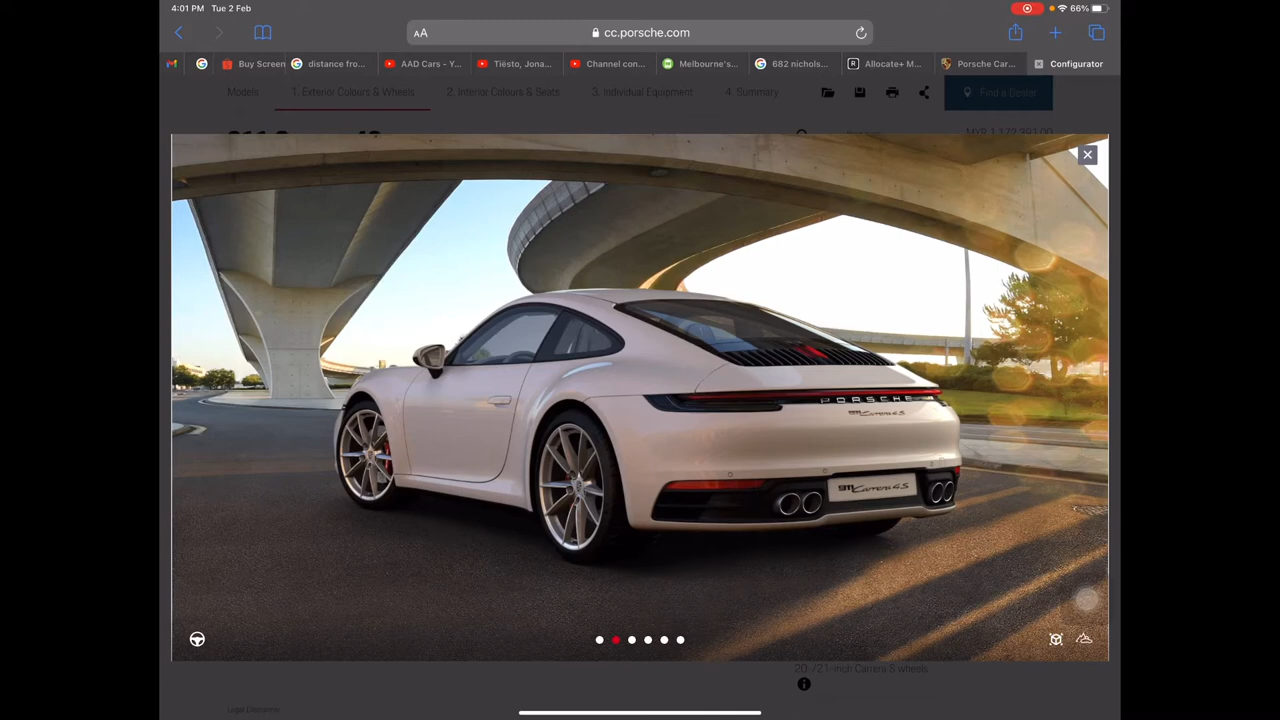 4:01 PM Tue 2 Feb
66%
AA
cc.porsche.com
Buy Screen
distance fro...
AAD Cars - Y...
Tiësto, Jona...
Channel con...
Melbourne's...
682 nichols...
Allocate+ M...
Porsche Car...
Configurator
Models
1. Exterior Colours & Wheels
2. Interior Colours & Seats
3. Individual Equipment
4. Summary
Find a Dealer
PORSCHE
911 Carrera 4S
911 Carrera 4S
20-/21-inch Carrera S wheels
Legal Disclaimer